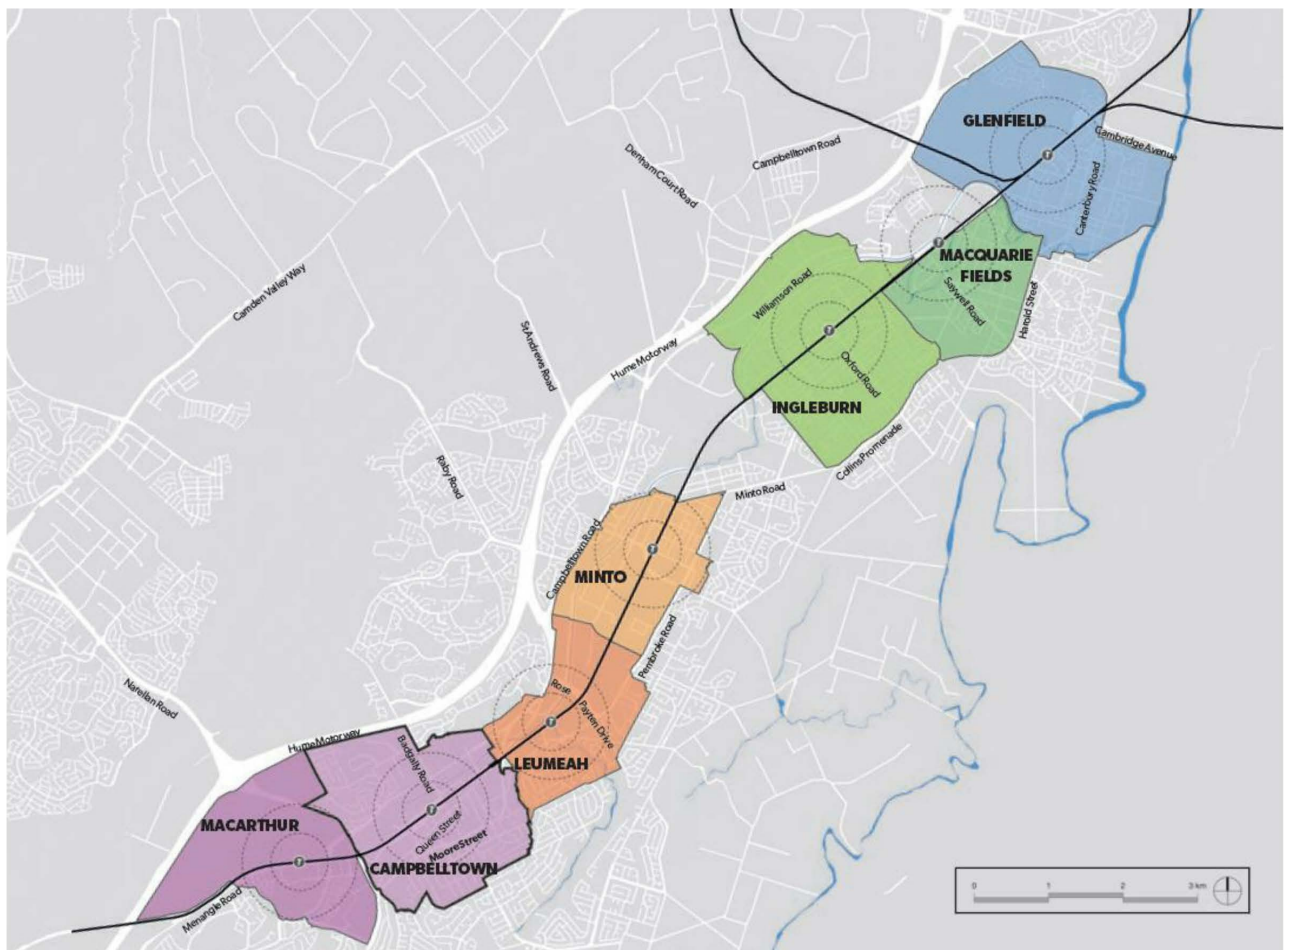 GLENFIELD
Cambridge Avenue
Campbelltown Road
Denham Court Road
Canterbury Road
MACQUARIE
FIELDS
Camden Valley Way
Williamson Road
Saywell Road
Harold Street
St Andrews Road
Hume Motorway
Oxford Road
INGLEBURN
Collins Promenade
Raby Road
Minto Road
Campbelltown Road
MINTO
Pembroke Road
Narellan Road
Rose
Payten Drive
Hume Motorway
Badgally Road
LEUMEAH
MACARTHUR
Queen Street
Moore Street
CAMPBELLTOWN
Menangle Road
0 1 2 3 km
T
T
T
T
T
T
T